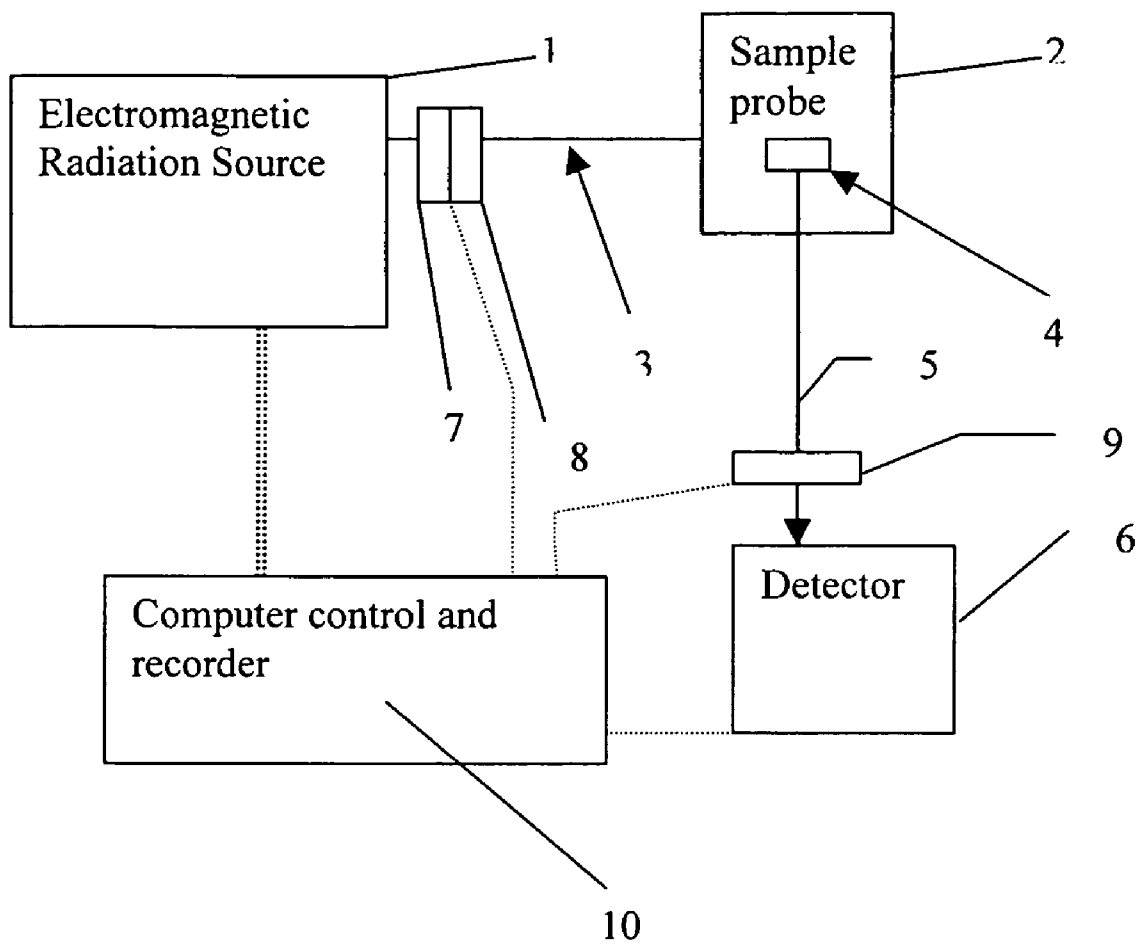 1
Sample
probe
2
Electromagnetic
Radiation Source
4
3
5
7
8
9
6
Detector
Computer control and
recorder
10